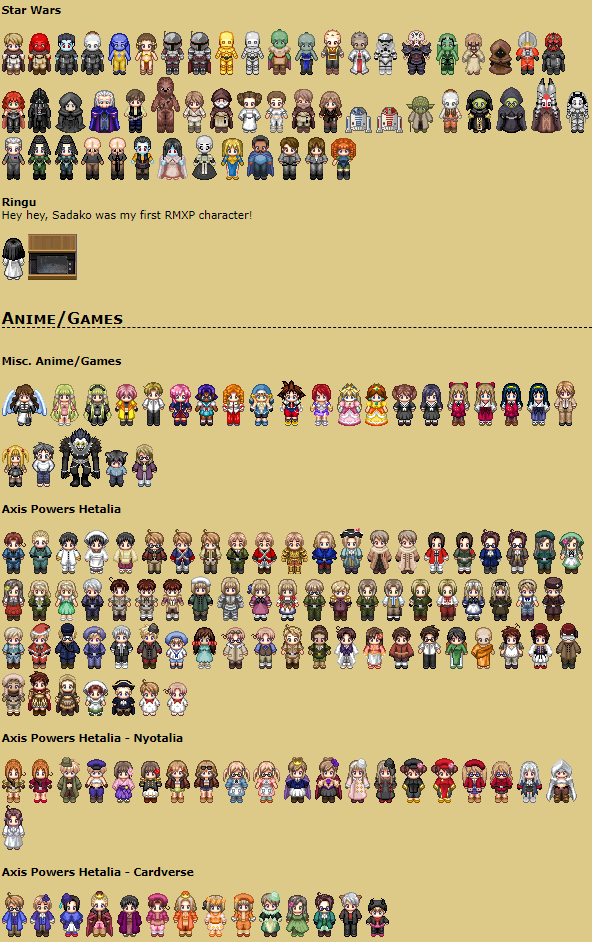 Star Wars
Ringu
Hey hey, Sadako was my first RMXP character!
Anime/Games
Misc. Anime/Games
Axis Powers Hetalia
Axis Powers Hetalia - Nyotalia
Axis Powers Hetalia - Cardverse